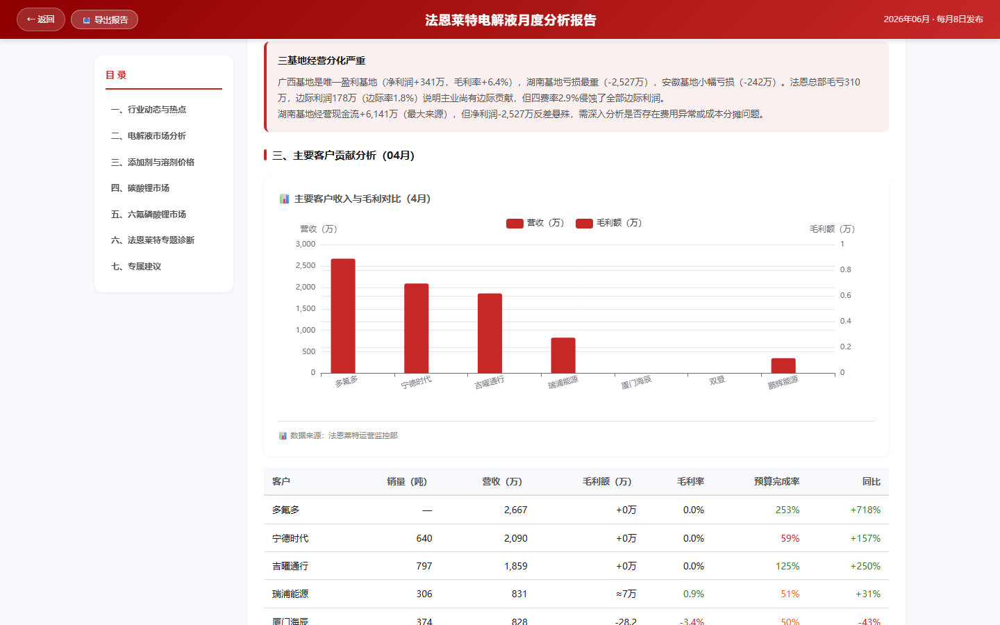 ← 返回
导出报告
法恩莱特电解液月度分析报告
2026年06月 · 每月8日发布
目 录
一、行业动态与热点
二、电解液市场分析
三、添加剂与溶剂价格
四、碳酸锂市场
五、六氟磷酸锂市场
六、法恩莱特专题诊断
七、专属建议
三基地经营分化严重
广西基地是唯一盈利基地（净利润+341万，毛利率+6.4%），湖南基地亏损最重（-2,527万），安徽基地小幅亏损（-242万）。法恩总部毛亏310
万，边际利润178万（边际率1.8%）说明主业尚有边际贡献，但四费率2.9%侵蚀了全部边际利润。
湖南基地经营现金流+6,141万（最大来源），但净利润-2,527万反差悬殊，需深入分析是否存在费用异常或成本分摊问题。
三、主要客户贡献分析（04月）
主要客户收入与毛利对比（4月）
营收（万） 毛利额（万）
营收（万） 毛利额（万）
3,000 1
2,500 0.8
2,000 0.6
1,500
1,000 0.4
500 0.2
0 0
多氟多 宁德时代 吉曜通行 瑞浦能源 厦门海辰 双登 鹏辉能源
数据来源：法恩莱特运营监控部
客户 销量（吨） 营收（万） 毛利额（万） 毛利率 预算完成率 同比
多氟多 — 2,667 +0万 0.0% 253% +718%
宁德时代 640 2,090 +0万 0.0% 59% +157%
吉曜通行 797 1,859 +0万 0.0% 125% +250%
瑞浦能源 306 831 ≈7万 0.9% 51% +31%
厦门海辰 374 828 -28.2 -3.4% 50% -43%